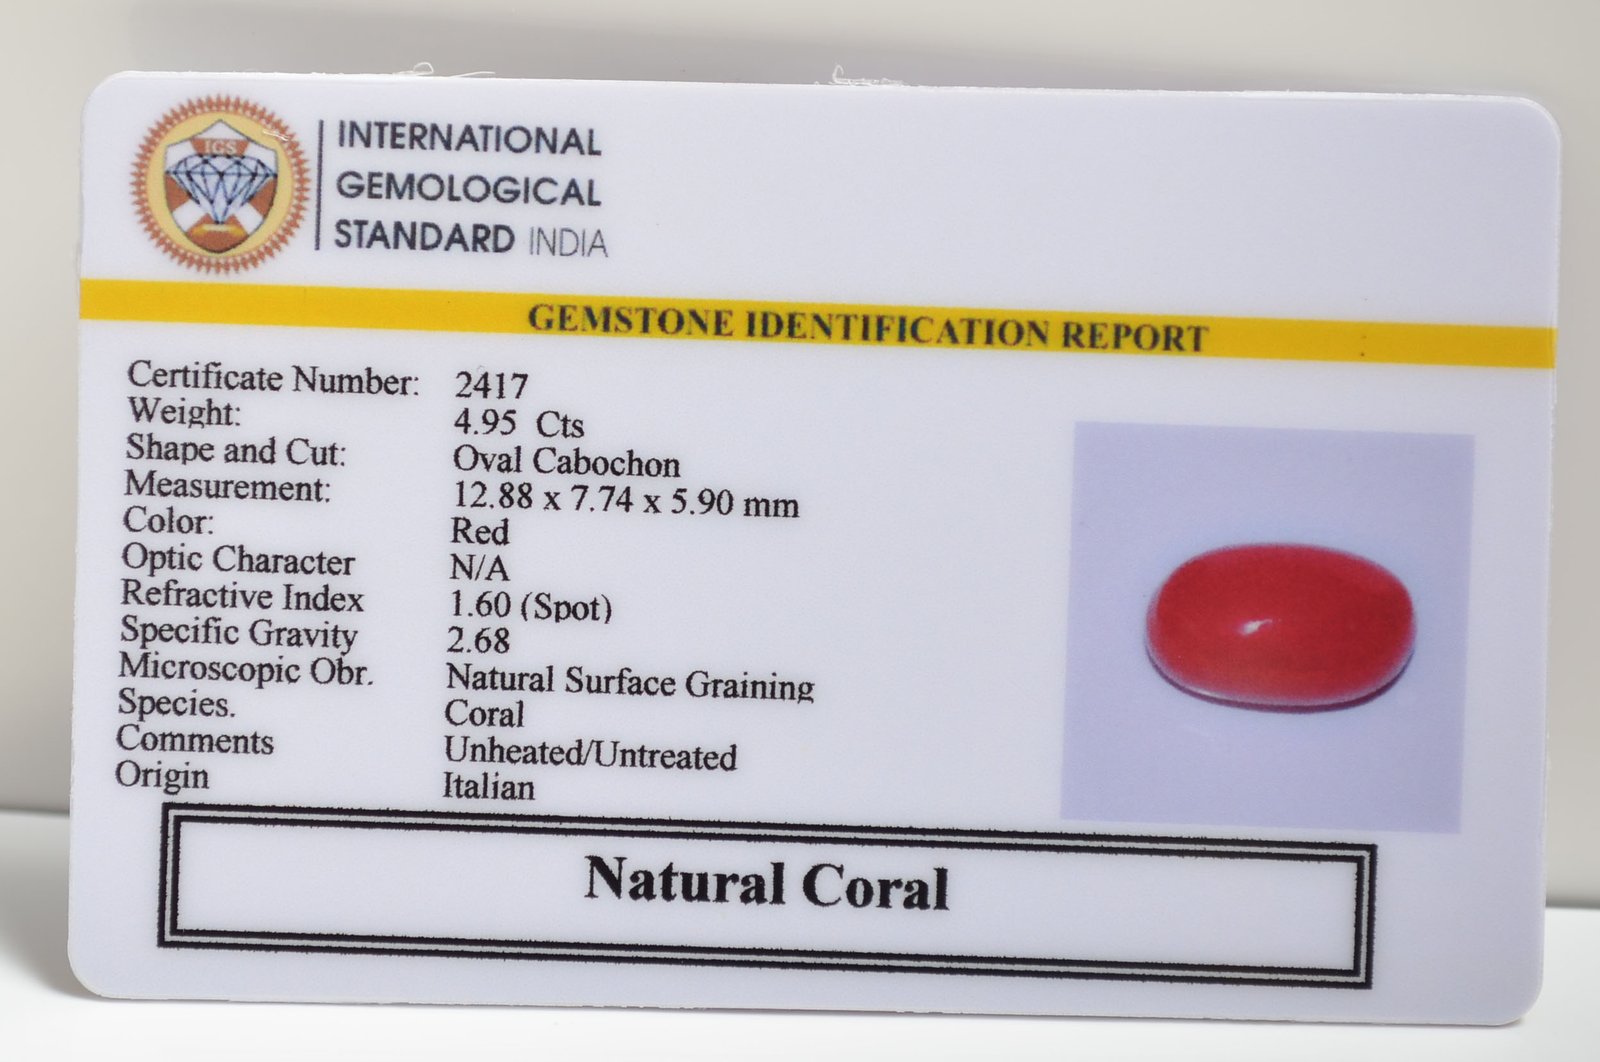 IGS
INTERNATIONAL
GEMOLOGICAL
STANDARD INDIA
GEMSTONE IDENTIFICATION REPORT
Certificate Number: 2417
Weight: 4.95 Cts
Shape and Cut: Oval Cabochon
Measurement: 12.88 x 7.74 x 5.90 mm
Color: Red
Optic Character N/A
Refractive Index 1.60 (Spot)
Specific Gravity 2.68
Microscopic Obr. Natural Surface Graining
Species. Coral
Comments Unheated/Untreated
Origin Italian
Natural Coral